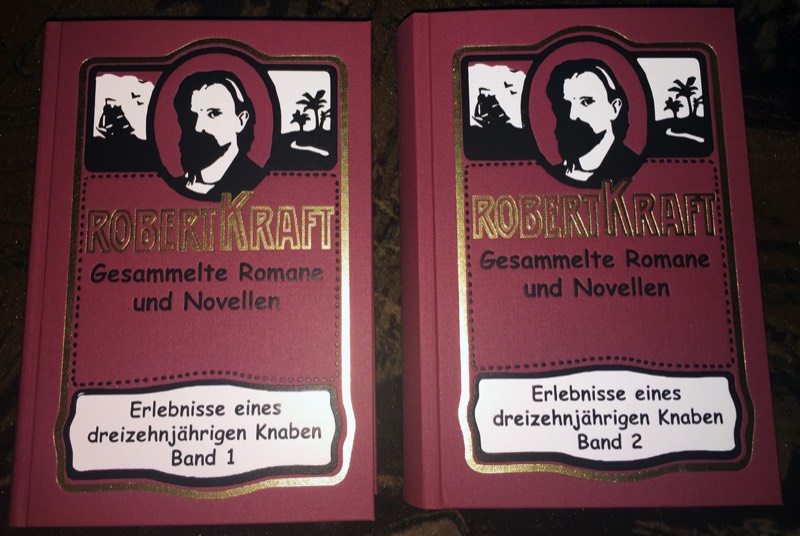 ROBERT KRAFT
Gesammelte Romane
und Novellen
Erlebnisse eines
dreizehnjährigen Knaben
Band 1
ROBERT KRAFT
Gesammelte Romane
und Novellen
Erlebnisse eines
dreizehnjährigen Knaben
Band 2